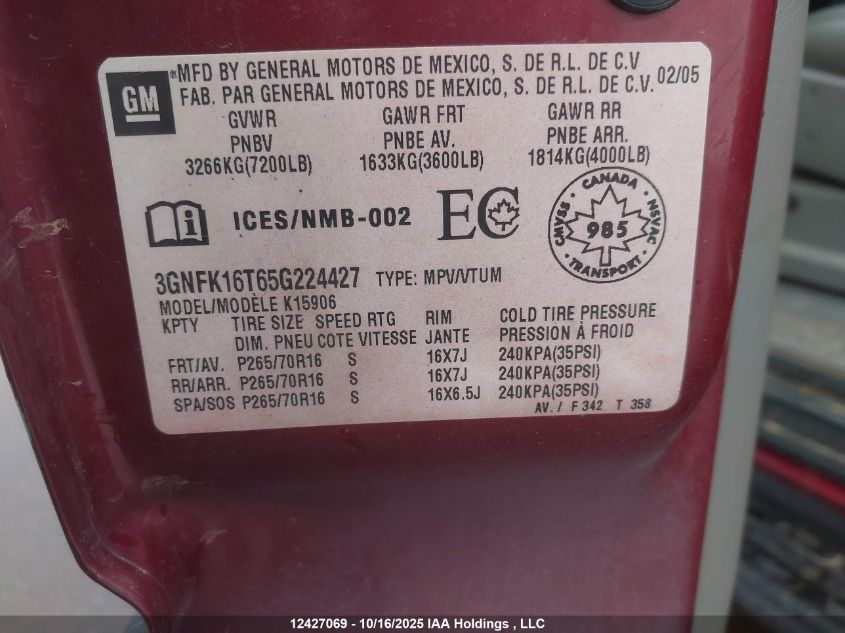 GM
®MFD BY GENERAL MOTORS DE MEXICO, S. DE R.L. DE C.V
FAB. PAR GENERAL MOTORS DE MEXICO, S. DE R.L. DE C.V. 02/05
GVWR GAWR FRT GAWR RR
PNBV PNBE AV. PNBE ARR.
3266KG(7200LB) 1633KG(3600LB) 1814KG(4000LB)
i ICES/NMB-002 EC CANADA CMVSS 985 NSVAC TRANSPORT
3GNFK16T65G224427 TYPE: MPV/VTUM
MODEL/MODÈLE K15906
KPTY TIRE SIZE SPEED RTG RIM COLD TIRE PRESSURE
DIM. PNEU COTE VITESSE JANTE PRESSION À FROID
FRT/AV. P265/70R16 S 16X7J 240KPA(35PSI)
RR/ARR. P265/70R16 S 16X7J 240KPA(35PSI)
SPA/SOS P265/70R16 S 16X6.5J 240KPA(35PSI)
AV. / F 342 T 358
12427069 - 10/16/2025 IAA Holdings , LLC